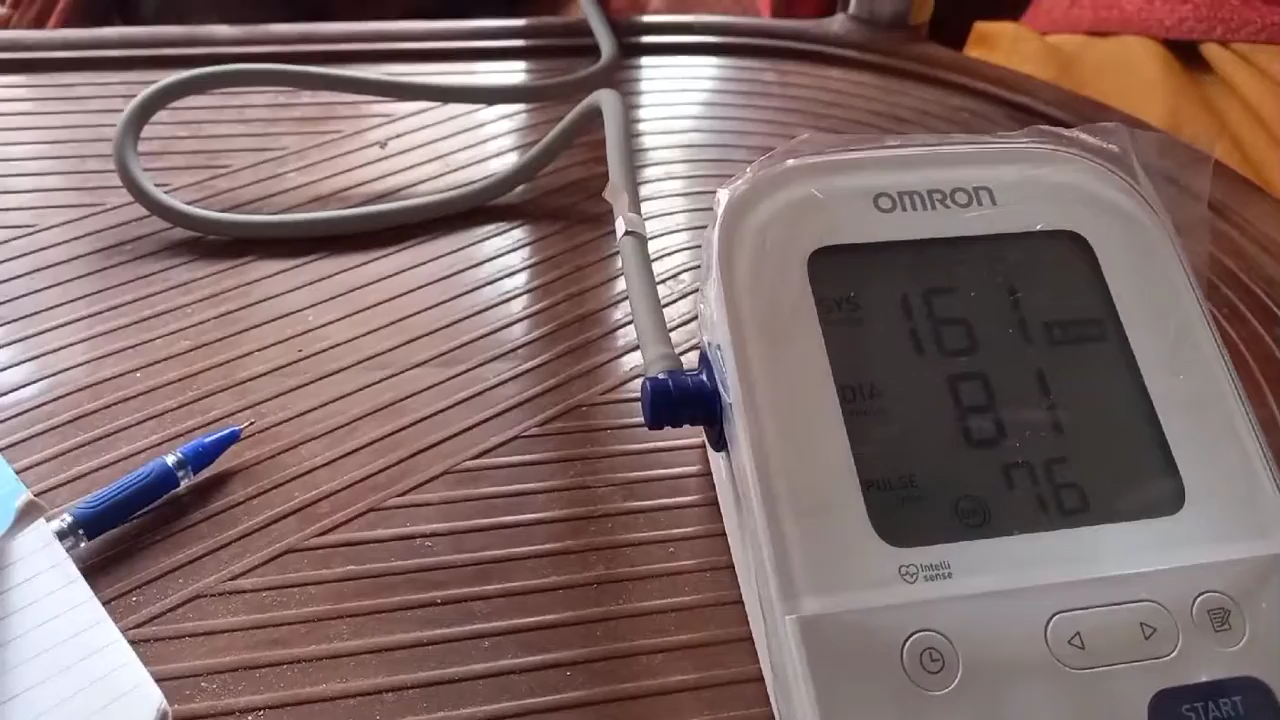 OMRON
SYS
161
DIA
81
PULSE
76
Intelli
sense
START